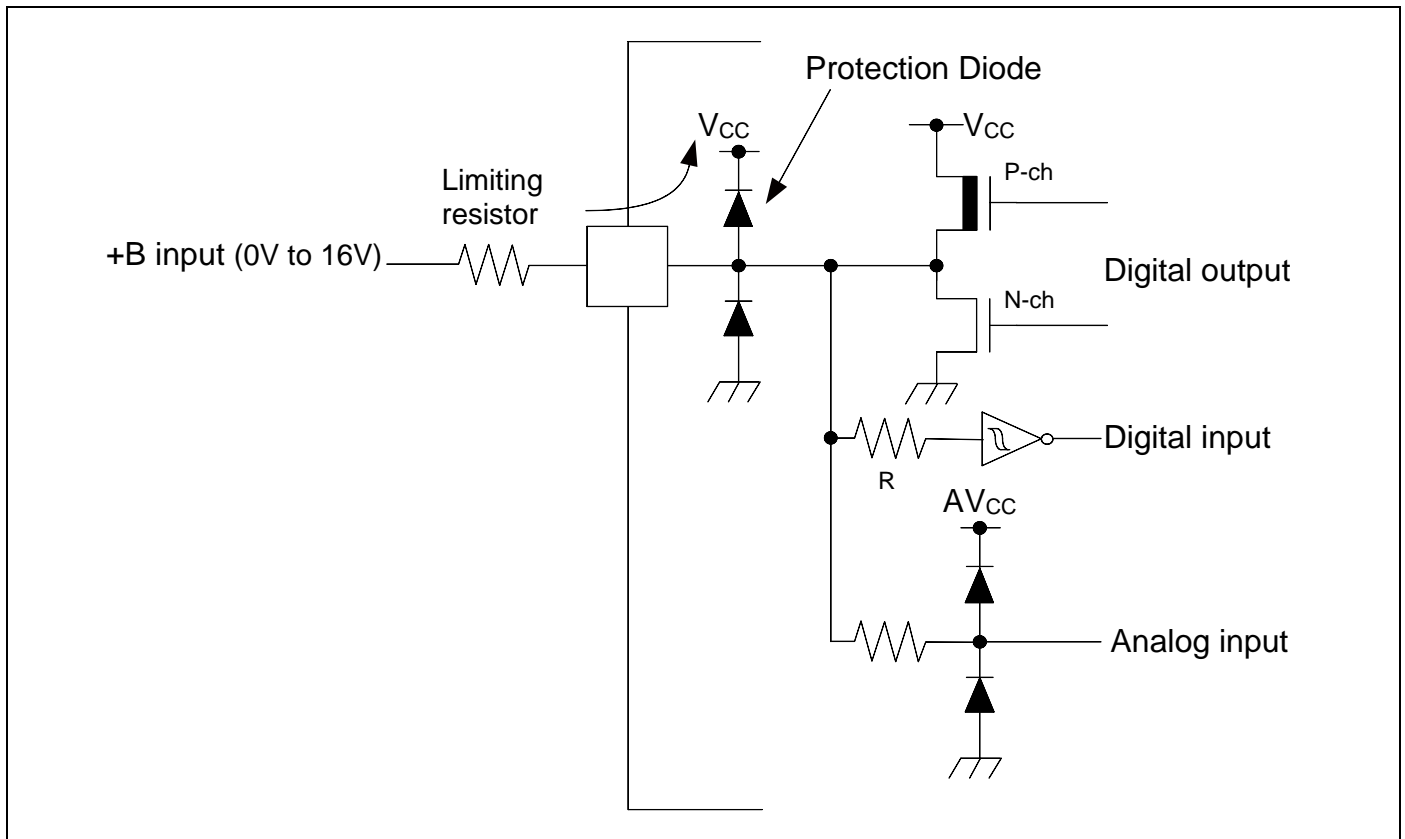 Protection Diode
VCC
VCC
P-ch
Limiting
resistor
+B input (0V to 16V)
Digital output
N-ch
Digital input
R
AVCC
Analog input